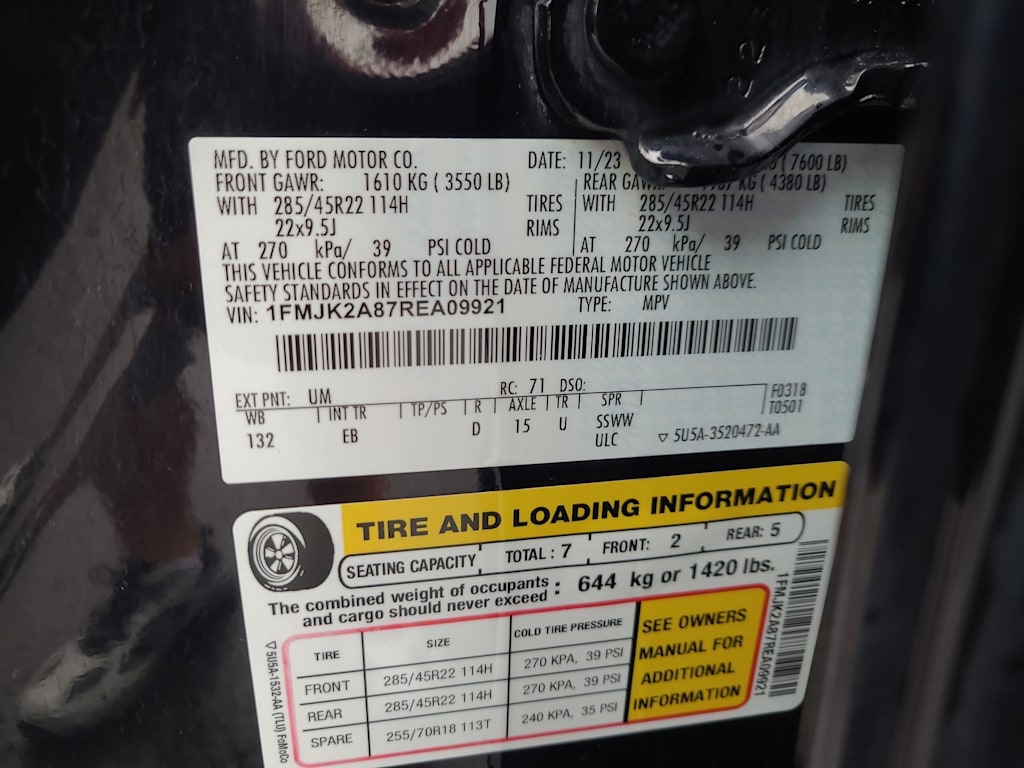 MFD. BY FORD MOTOR CO. DATE: 11/23 ( 7600 LB)
FRONT GAWR: 1610 KG ( 3550 LB) REAR GAWR: KG ( 4380 LB)
WITH 285/45R22 114H TIRES WITH 285/45R22 114H TIRES
22x9.5J RIMS 22x9.5J RIMS
AT 270 kPa/ 39 PSI COLD AT 270 kPa/ 39 PSI COLD
THIS VEHICLE CONFORMS TO ALL APPLICABLE FEDERAL MOTOR VEHICLE
SAFETY STANDARDS IN EFFECT ON THE DATE OF MANUFACTURE SHOWN ABOVE.
VIN: 1FMJK2A87REA09921 TYPE: MPV
EXT PNT: UM RC: 71 DSO:
WB INT TR TP/PS R AXLE TR SPR F0318
T0501
132 EB D 15 U SSWW
ULC ▽ 5U5A-3520472-AA
TIRE AND LOADING INFORMATION
SEATING CAPACITY TOTAL : 7 FRONT: 2 REAR: 5
The combined weight of occupants
and cargo should never exceed : 644 kg or 1420 lbs.
TIRE SIZE COLD TIRE PRESSURE
FRONT 285/45R22 114H 270 KPA, 39 PSI
REAR 285/45R22 114H 270 KPA, 39 PSI
SPARE 255/70R18 113T 240 KPA, 35 PSI
SEE OWNERS
MANUAL FOR
ADDITIONAL
INFORMATION
1FMJK2A87REA09921
▽ 5U5A-1532-AA (TLU) FoMoCo